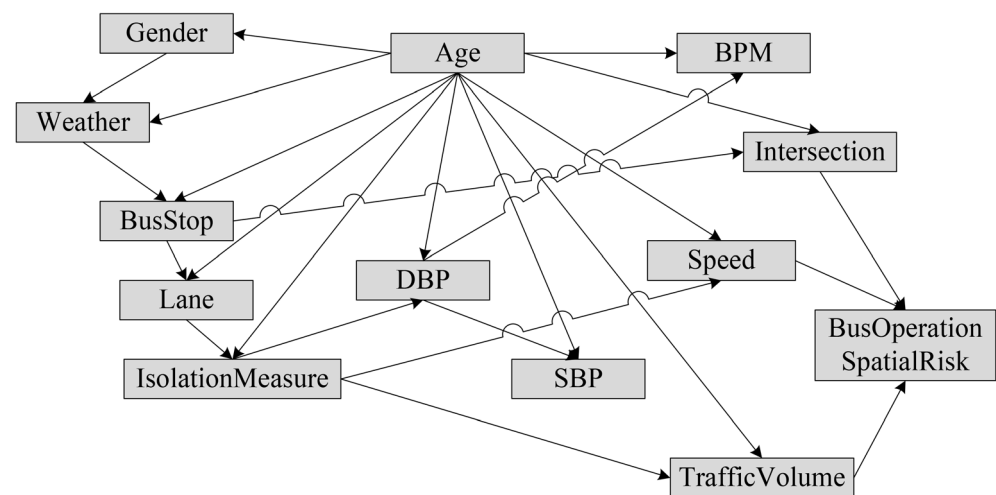 Gender
Age
BPM
Weather
Intersection
BusStop
Speed
DBP
Lane
BusOperation
SpatialRisk
IsolationMeasure
SBP
TrafficVolume